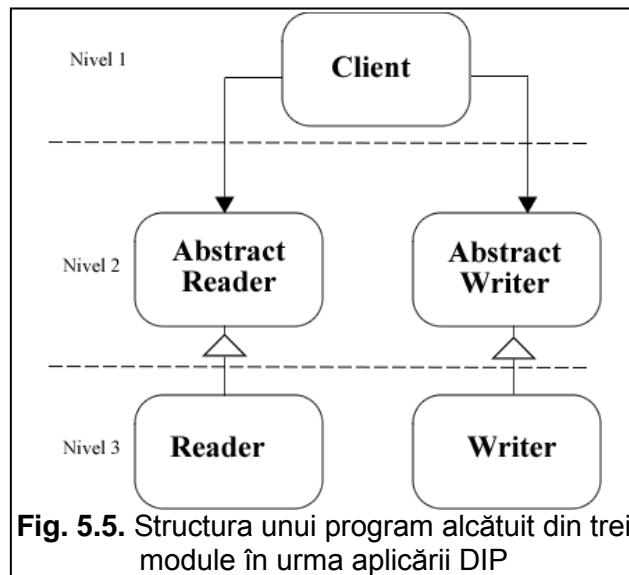 Nivel 1
Client
Nivel 2
Abstract
Reader
Abstract
Writer
Nivel 3
Reader
Writer
Fig. 5.5. Structura unui program alcătuit din trei
module în urma aplicării DIP